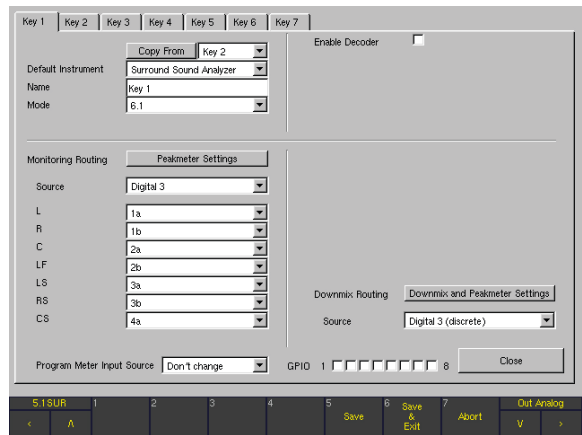 Key 1 Key 2 Key 3 Key 4 Key 5 Key 6 Key 7
Copy From Key 2 Enable Decoder
Default Instrument Surround Sound Analyzer
Name Key 1
Mode 6.1
Monitoring Routing Peakmeter Settings
Source Digital 3
L 1a
R 1b
C 2a
LF 2b
LS 3a
RS 3b
CS 4a
Downmix Routing Downmix and Peakmeter Settings
Source Digital 3 (discrete)
Program Meter Input Source Don't change GPIO 1 8 Close
5.1SUR 1 2 3 4 5 6 7 Out Analog
< Λ Save Save & Exit Abort V >